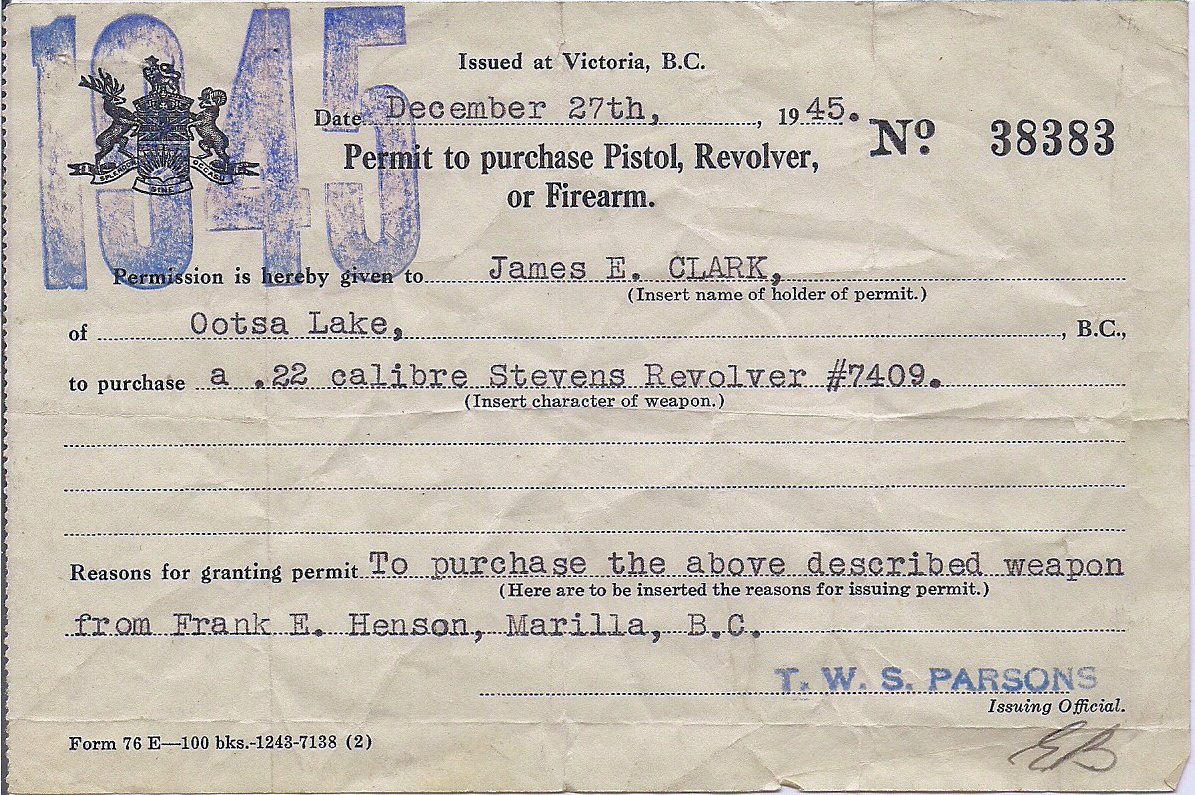 1945
Issued at Victoria, B.C.
Date December 27th, , 1945.
Nº 38383
Permit to purchase Pistol, Revolver,
or Firearm.
SPLENDOR SINE OCCASU
Permission is hereby given to James E. CLARK,
(Insert name of holder of permit.)
of Ootsa Lake, , B.C.,
to purchase a .22 calibre Stevens Revolver #7409.
(Insert character of weapon.)
Reasons for granting permit To purchase the above described weapon
(Here are to be inserted the reasons for issuing permit.)
from Frank E. Henson, Marilla, B.C.
T. W. S. PARSONS
Issuing Official.
Form 76 E—100 bks.-1243-7138 (2)